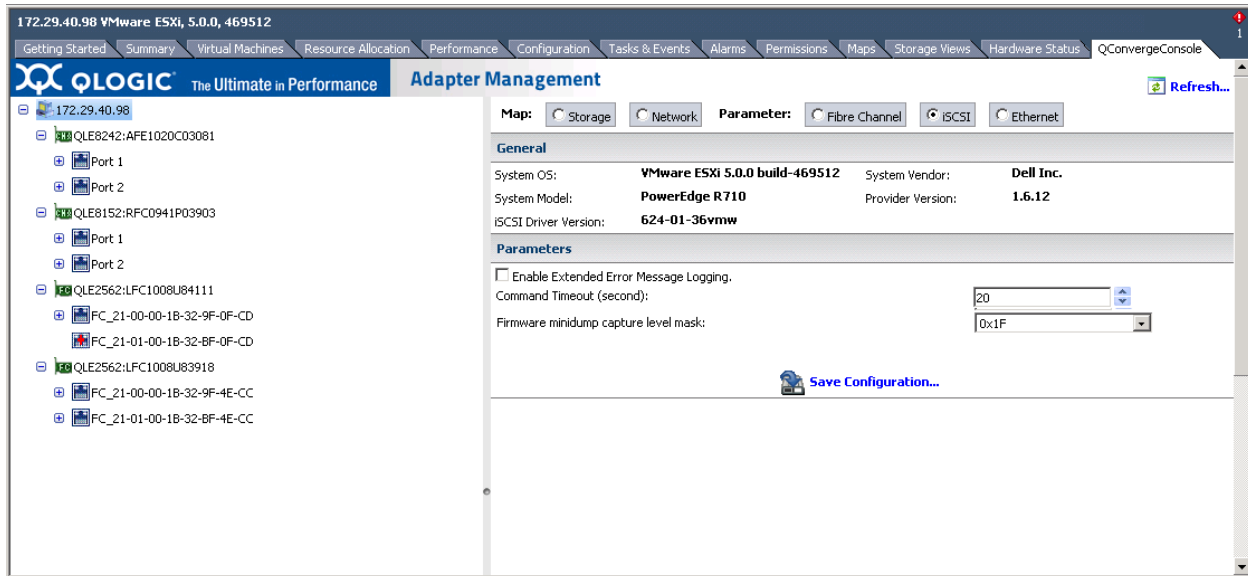 172.29.40.98 VMware ESXi, 5.0.0, 469512
1
Getting Started Summary Virtual Machines Resource Allocation Performance Configuration Tasks & Events Alarms Permissions Maps Storage Views Hardware Status QConvergeConsole
QLOGIC The Ultimate in Performance Adapter Management
Refresh...
172.29.40.98
QLE8242:AFE1020C03081
Port 1
Port 2
QLE8152:RFC0941P03903
Port 1
Port 2
QLE2562:LFC1008U84111
FC_21-00-00-1B-32-9F-0F-CD
FC_21-01-00-1B-32-BF-0F-CD
QLE2562:LFC1008U83918
FC_21-00-00-1B-32-9F-4E-CC
FC_21-01-00-1B-32-BF-4E-CC
Map: Storage Network Parameter: Fibre Channel iSCSI Ethernet
General
System OS: VMware ESXi 5.0.0 build-469512 System Vendor: Dell Inc.
System Model: PowerEdge R710 Provider Version: 1.6.12
iSCSI Driver Version: 624-01-36vmw
Parameters
Enable Extended Error Message Logging.
Command Timeout (second): 20
Firmware minidump capture level mask: 0x1F
Save Configuration...